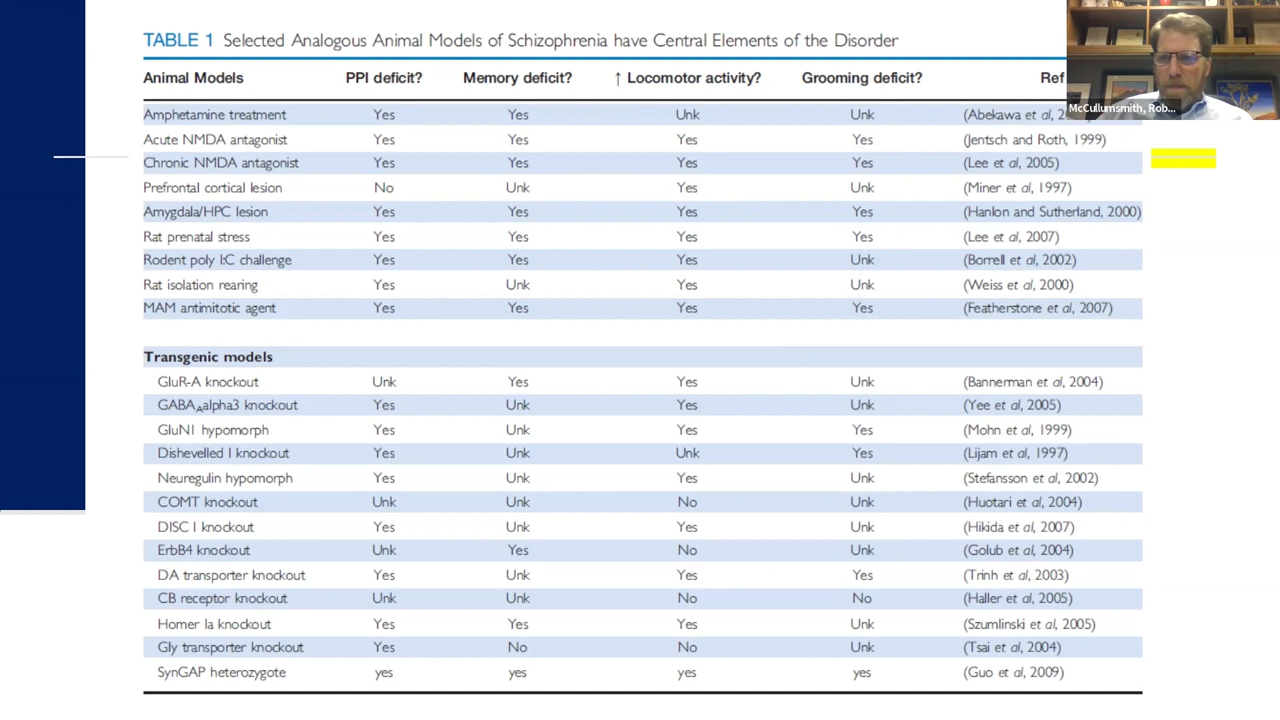 TABLE 1 Selected Analogous Animal Models of Schizophrenia have Central Elements of the Disorder
Animal Models PPI deficit? Memory deficit? ↑ Locomotor activity? Grooming deficit? Ref
McCullumsmith, Rob...
Amphetamine treatment Yes Yes Unk Unk (Abekawa et al,
Acute NMDA antagonist Yes Yes Yes Yes (Jentsch and Roth, 1999)
Chronic NMDA antagonist Yes Yes Yes Yes (Lee et al, 2005)
Prefrontal cortical lesion No Unk Yes Unk (Miner et al, 1997)
Amygdala/HPC lesion Yes Yes Yes Yes (Hanlon and Sutherland, 2000)
Rat prenatal stress Yes Yes Yes Yes (Lee et al, 2007)
Rodent poly I:C challenge Yes Yes Yes Unk (Borrell et al, 2002)
Rat isolation rearing Yes Unk Yes Unk (Weiss et al, 2000)
MAM antimitotic agent Yes Yes Yes Yes (Featherstone et al, 2007)
Transgenic models
GluR-A knockout Unk Yes Yes Unk (Bannerman et al, 2004)
GABAAalpha3 knockout Yes Unk Yes Unk (Yee et al, 2005)
GluN1 hypomorph Yes Unk Yes Yes (Mohn et al, 1999)
Dishevelled 1 knockout Yes Unk Unk Yes (Lijam et al, 1997)
Neuregulin hypomorph Yes Unk Yes Unk (Stefansson et al, 2002)
COMT knockout Unk Unk No Unk (Huotari et al, 2004)
DISC1 knockout Yes Unk Yes Unk (Hikida et al, 2007)
ErbB4 knockout Unk Yes No Unk (Golub et al, 2004)
DA transporter knockout Yes Unk Yes Yes (Trinh et al, 2003)
CB receptor knockout Unk Unk No No (Haller et al, 2005)
Homer 1a knockout Yes Yes Yes Unk (Szumlinski et al, 2005)
Gly transporter knockout Yes No No Unk (Tsai et al, 2004)
SynGAP heterozygote yes yes yes yes (Guo et al, 2009)